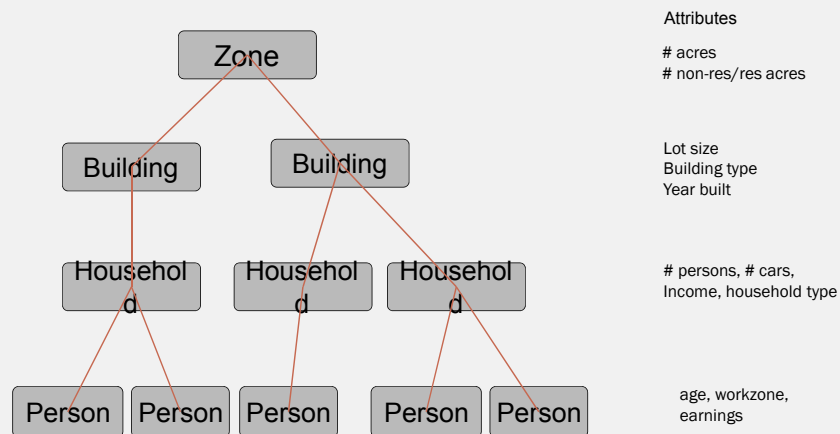 Attributes
Zone
# acres
# non-res/res acres
Building
Building
Lot size
Building type
Year built
Househol
d
Househol
d
Househol
d
# persons, # cars,
Income, household type
Person
Person
Person
Person
Person
age, workzone,
earnings